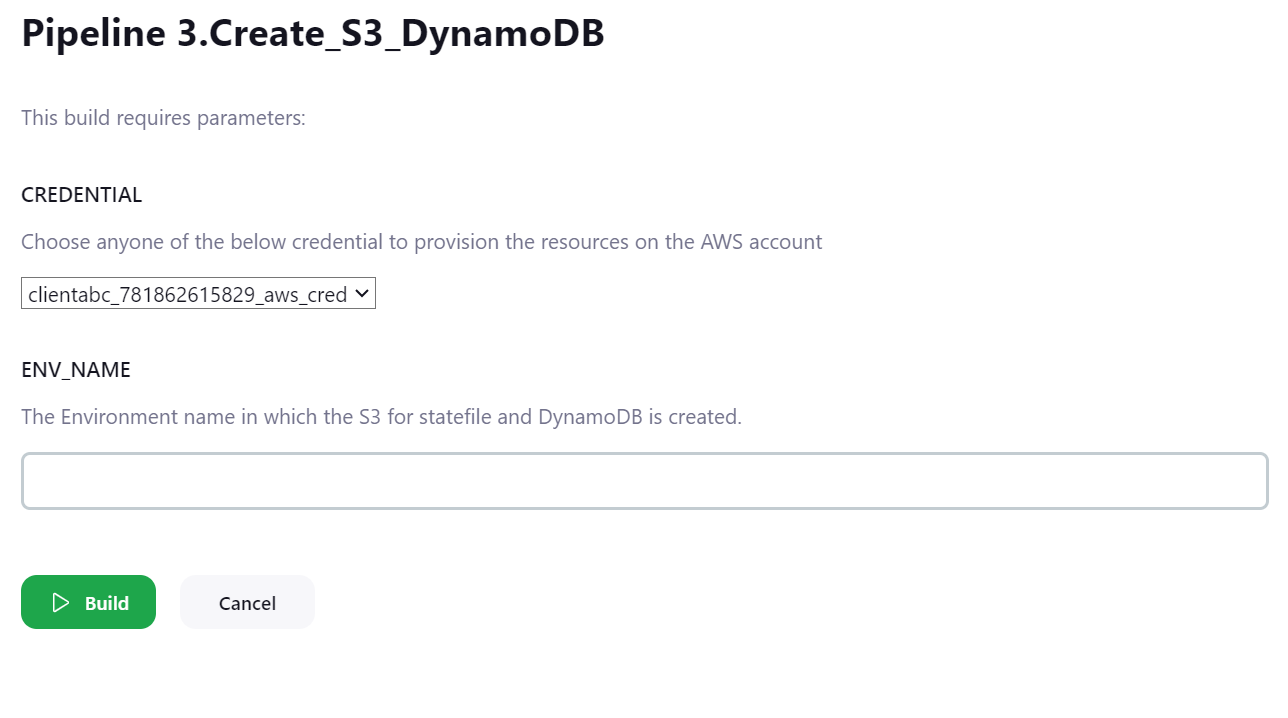 Pipeline 3.Create_S3_DynamoDB
This build requires parameters:
CREDENTIAL
Choose anyone of the below credential to provision the resources on the AWS account
clientabc_781862615829_aws_cred
ENV_NAME
The Environment name in which the S3 for statefile and DynamoDB is created.
Build
Cancel